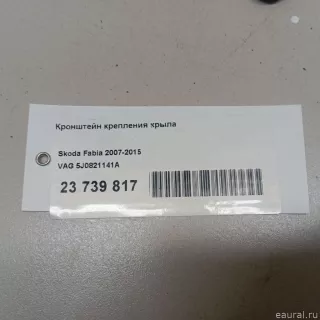 Кронштейн крепления крыла
Skoda Fabia 2007-2015
VAG 5J0821141A
23 739 817
eaural.ru